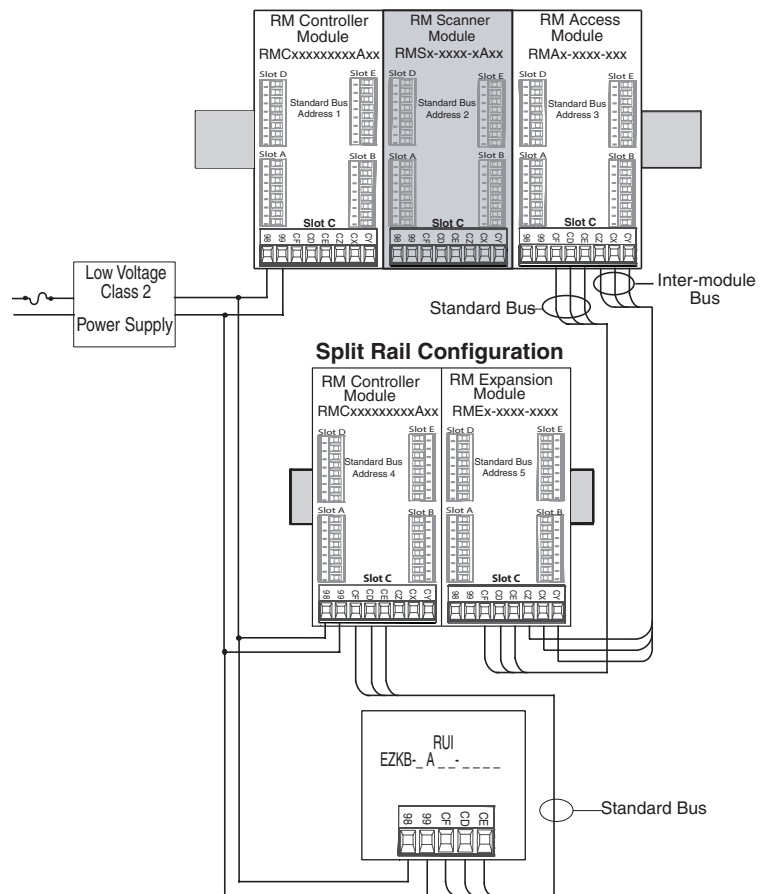 RM Controller
Module
RMCxxxxxxxxxAxx
Slot D
Slot E
Standard Bus
Address 1
Slot A
Slot B
Slot C
98 99 CF CD CE CZ CX CY
RM Scanner
Module
RMSx-xxxx-xAxx
Slot D
Slot E
Standard Bus
Address 2
Slot A
Slot B
Slot C
98 99 CF CD CE CZ CX CY
RM Access
Module
RMAx-xxxx-xxx
Slot D
Slot E
Standard Bus
Address 3
Slot A
Slot B
Slot C
98 99 CF CD CE CZ CX CY
Low Voltage
Class 2
Power Supply
Inter-module
Bus
Standard Bus
Split Rail Configuration
RM Controller
Module
RMCxxxxxxxxxAxx
Slot D
Slot E
Standard Bus
Address 4
Slot A
Slot B
Slot C
98 99 CF CD CE CZ CX CY
RM Expansion
Module
RMEx-xxxx-xxxx
Slot D
Slot E
Standard Bus
Address 5
Slot A
Slot B
Slot C
98 99 CF CD CE CZ CX CY
RUI
EZKB-_A__-____
98 99 CF CD CE
Standard Bus